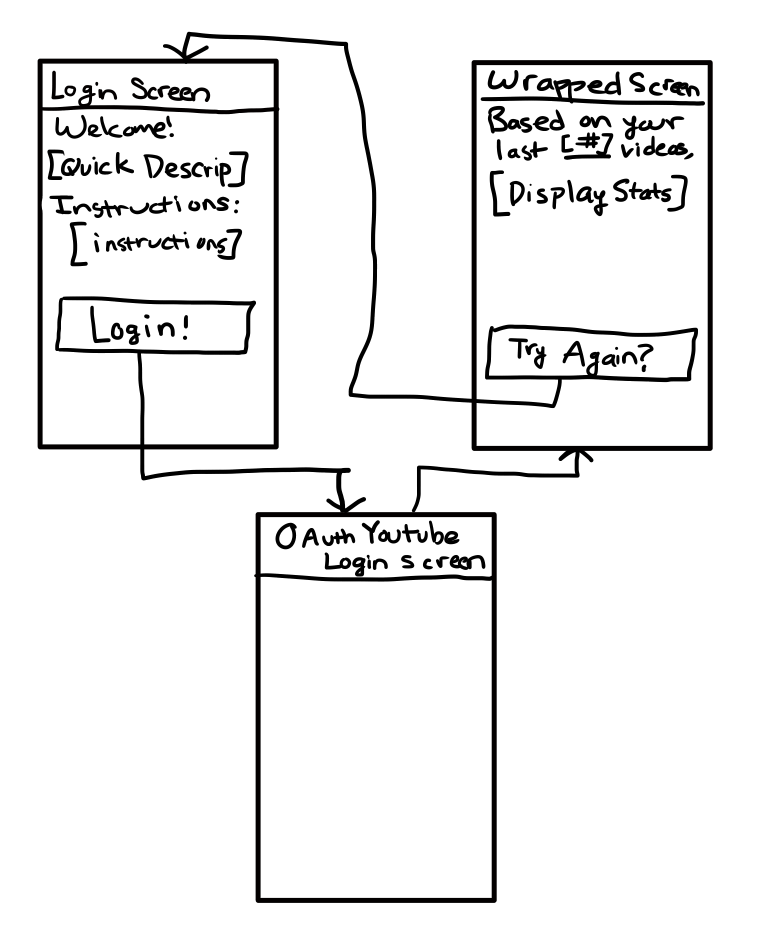 Login Screen
Welcome!
[Quick Descrip]
Instructions:
[instructions]
Login!
Wrapped Screen
Based on your
last [#] videos,
[Display Stats]
Try Again?
OAuth Youtube
Login Screen